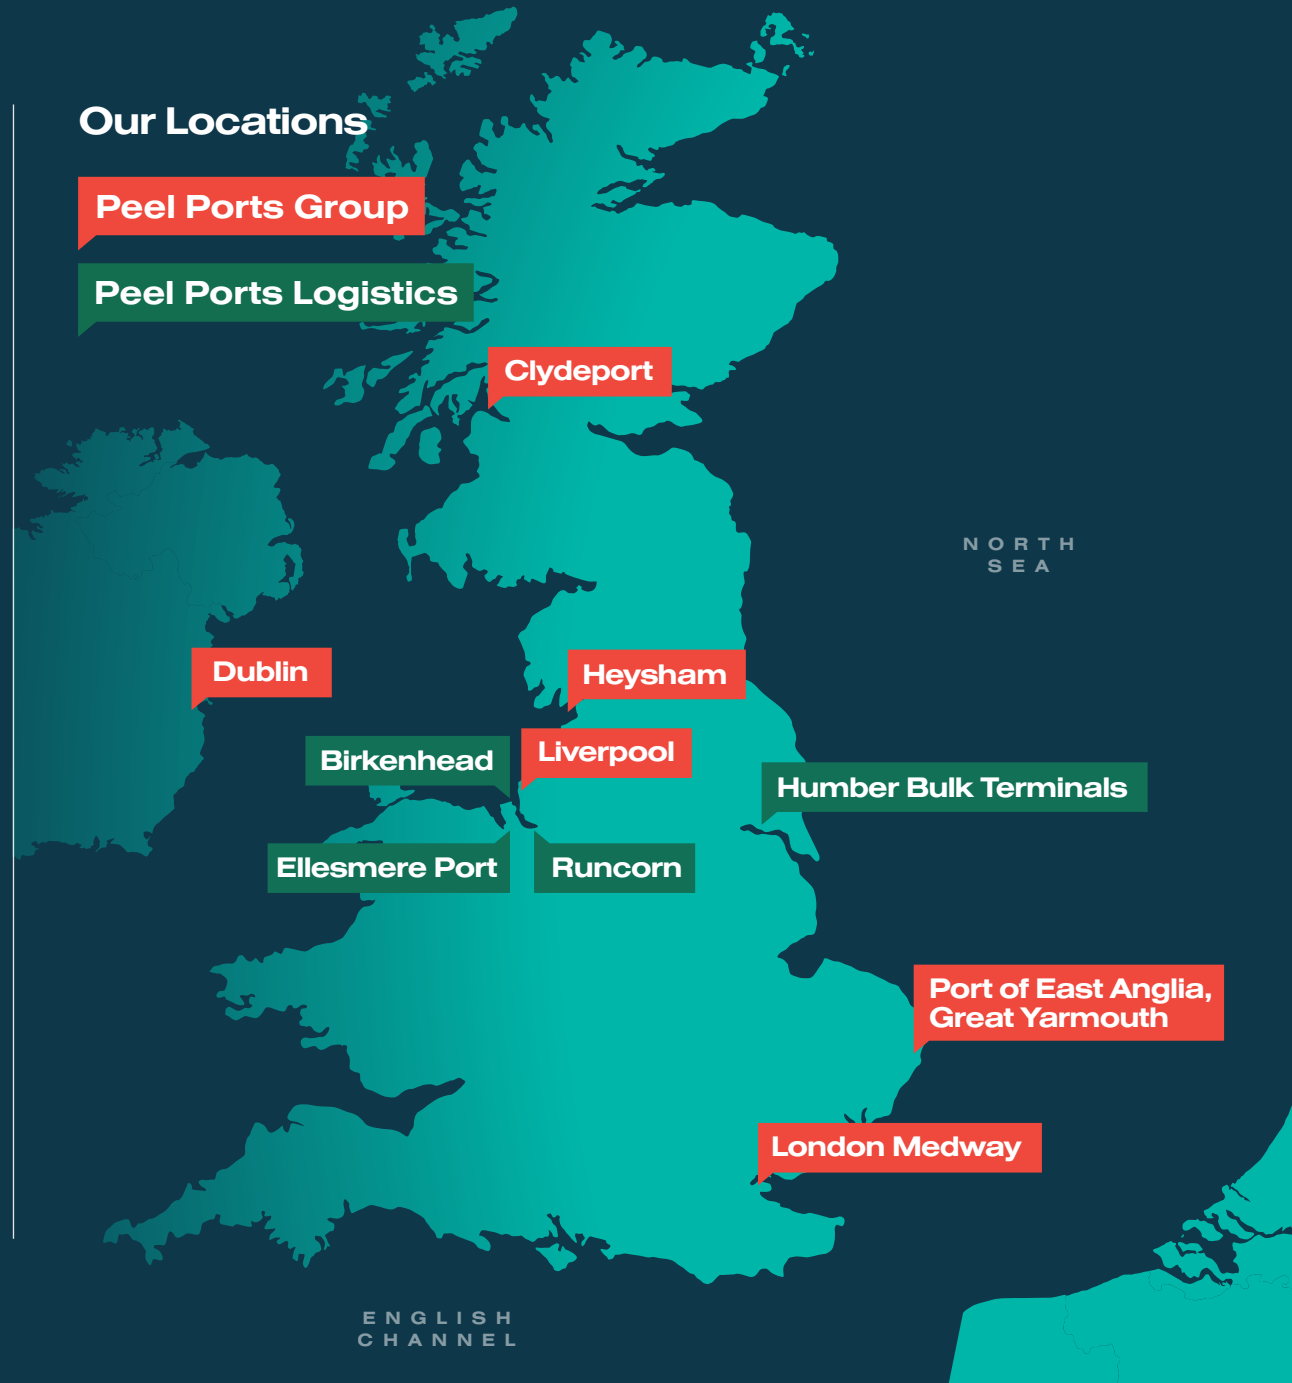 Our Locations
Peel Ports Group
Peel Ports Logistics
Clydeport
NORTH
SEA
Dublin
Heysham
Liverpool
Birkenhead
Humber Bulk Terminals
Ellesmere Port
Runcorn
Port of East Anglia,
Great Yarmouth
London Medway
ENGLISH
CHANNEL